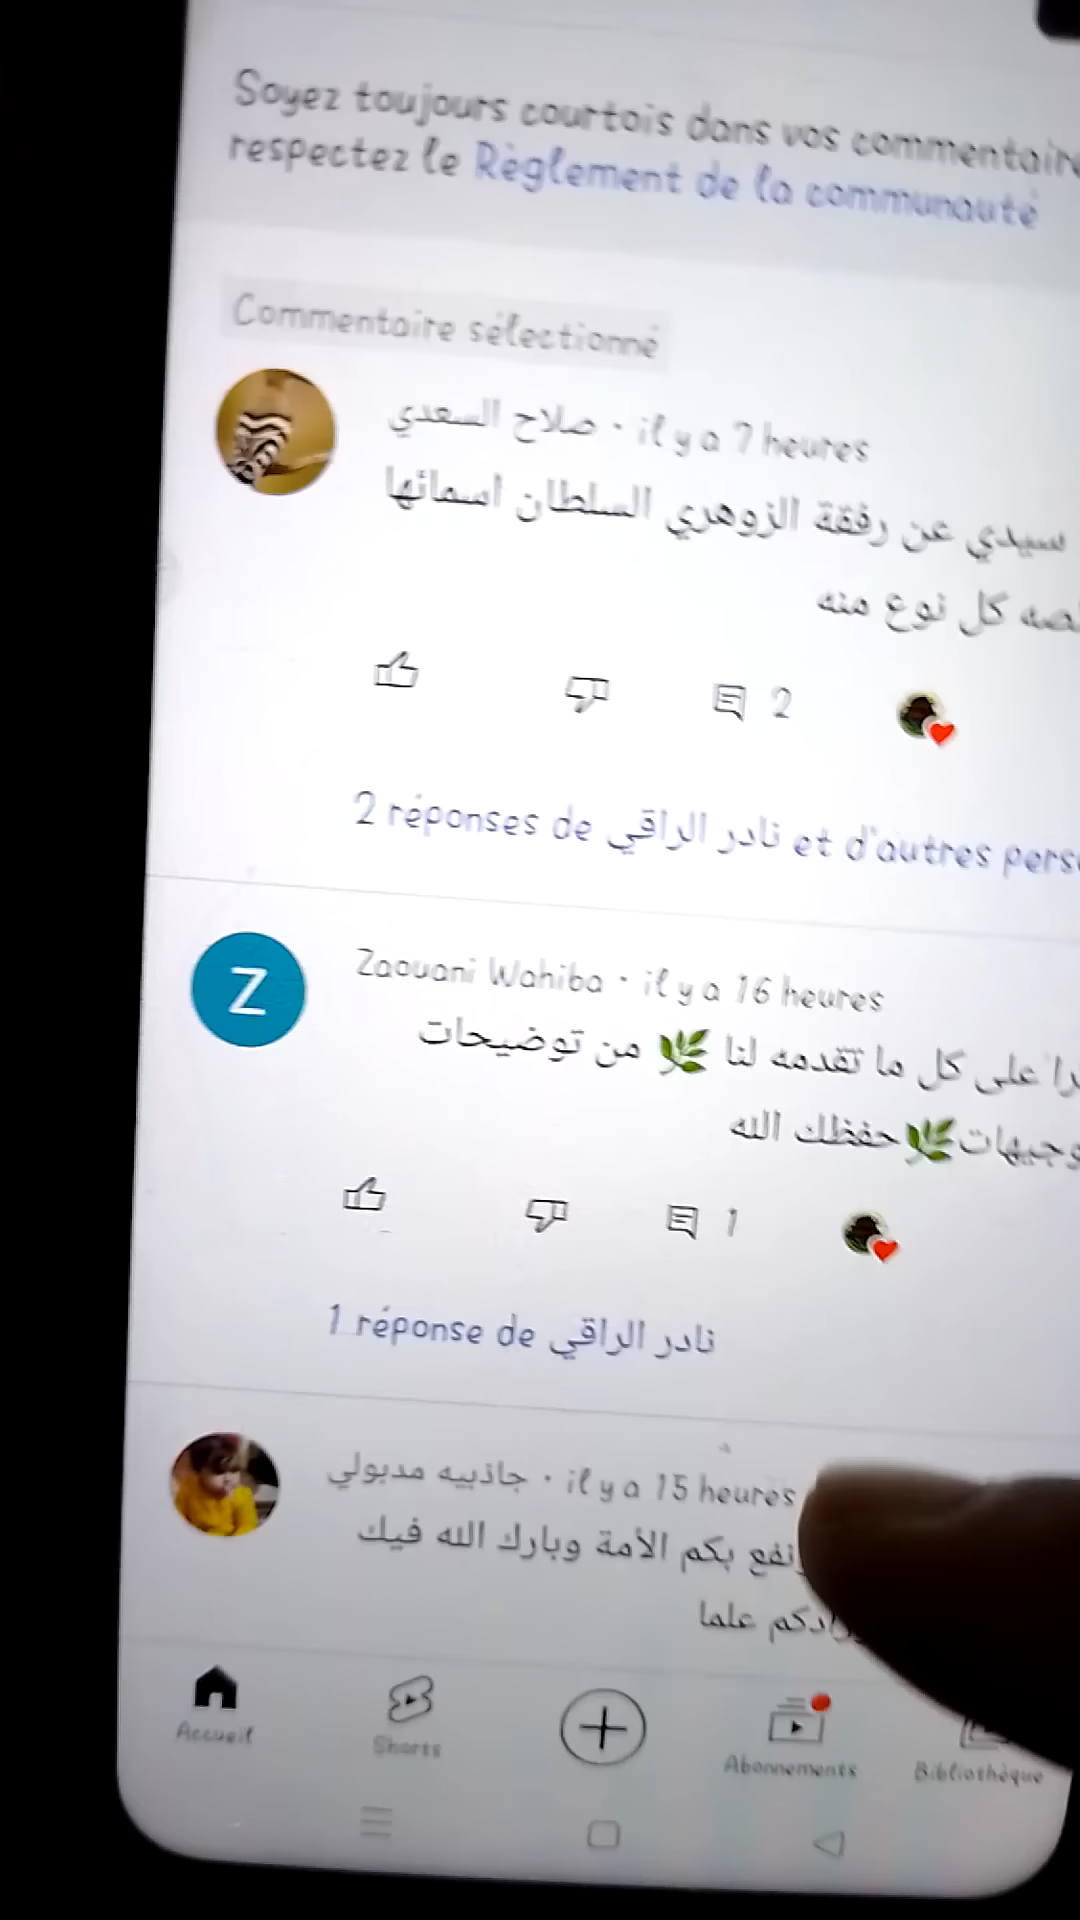 Soyez toujours courtois dans vos commentaire
respectez le Règlement de la communauté
Commentaire sélectionné
صلاح السعدي · il y a 7 heures
سيدي عن رفقة الزوهري السلطان اسمائها
كل نوع منه
2
2 réponses de نادر الراقي et d'autres pers
Z
Zaouani Wahiba · il y a 16 heures
على كل ما تقدمه لنا 🌿 من توضيحات
🌿حفظك الله
1
1 réponse de نادر الراقي
جاذبيه مدبولي · il y a 15 heures
بكم الأمة وبارك الله فيك
علما
Accueil
Shorts
Abonnements
Bibliothèque